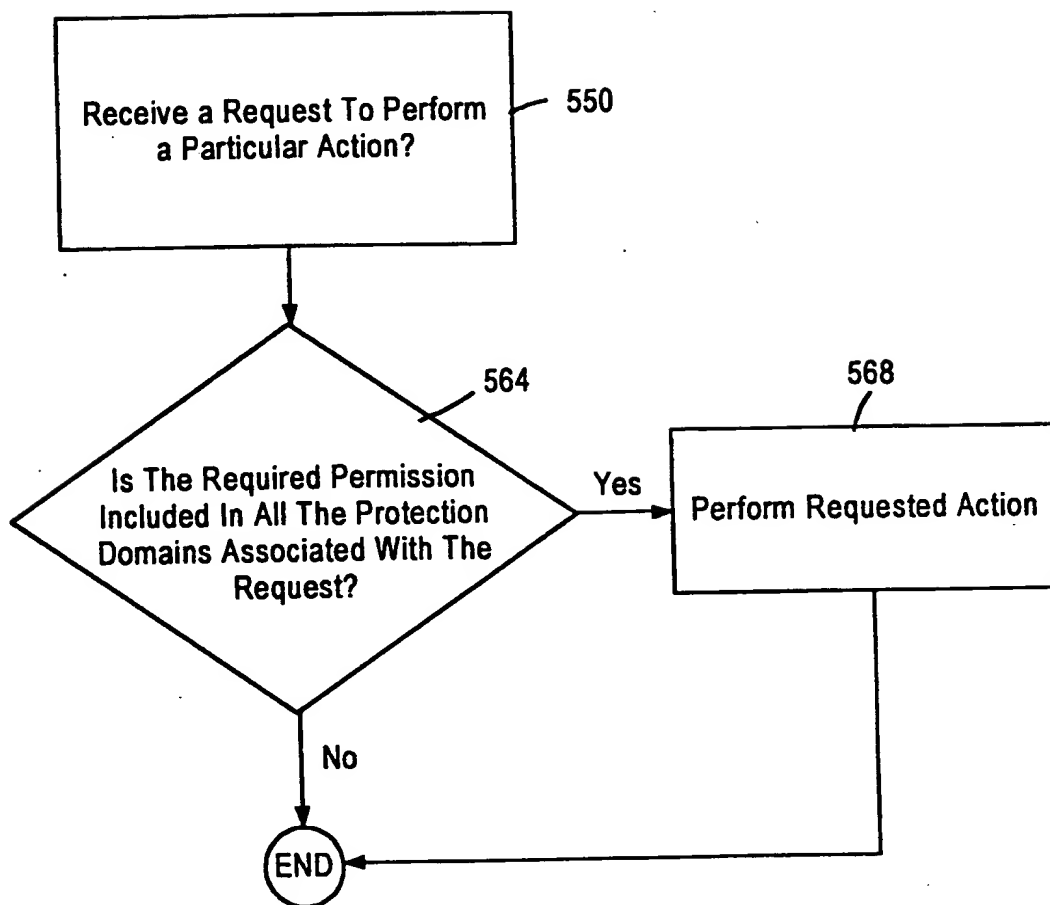 Receive a Request To Perform
a Particular Action?
550
564
Is The Required Permission
Included In All The Protection
Domains Associated With The
Request?
Yes
568
Perform Requested Action
No
END